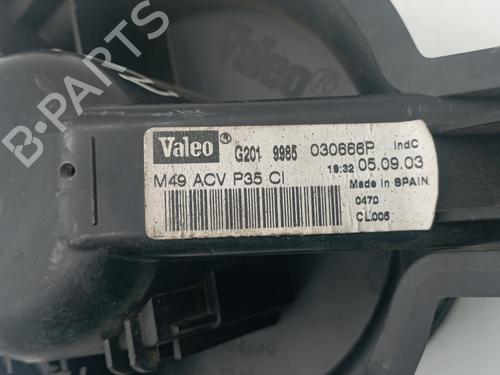 Valeo®
B-PARTS
Valeo® G201 9985 030666P IndC
19:32 05.09.03
M49 ACV P35 CI
Made in SPAIN
0470
CL005